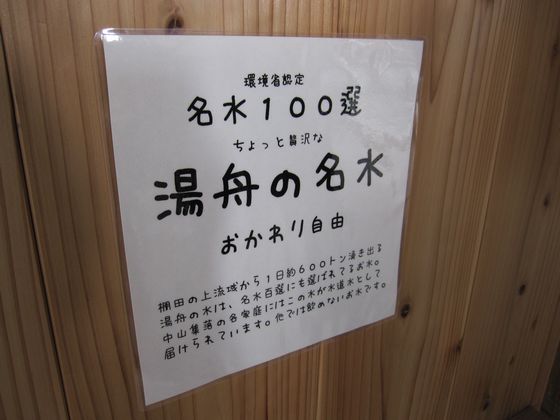 環境省認定
名水１００選
ちょっと贅沢な
湯舟の名水
おかわり自由
棚田の上流域から１日約６００トン湧き出る
湯舟の水は、名水百選にも選ばれてるお水。
中山集落の各家庭にはこの水が水道水として
届けられています。他では飲めないお水です。